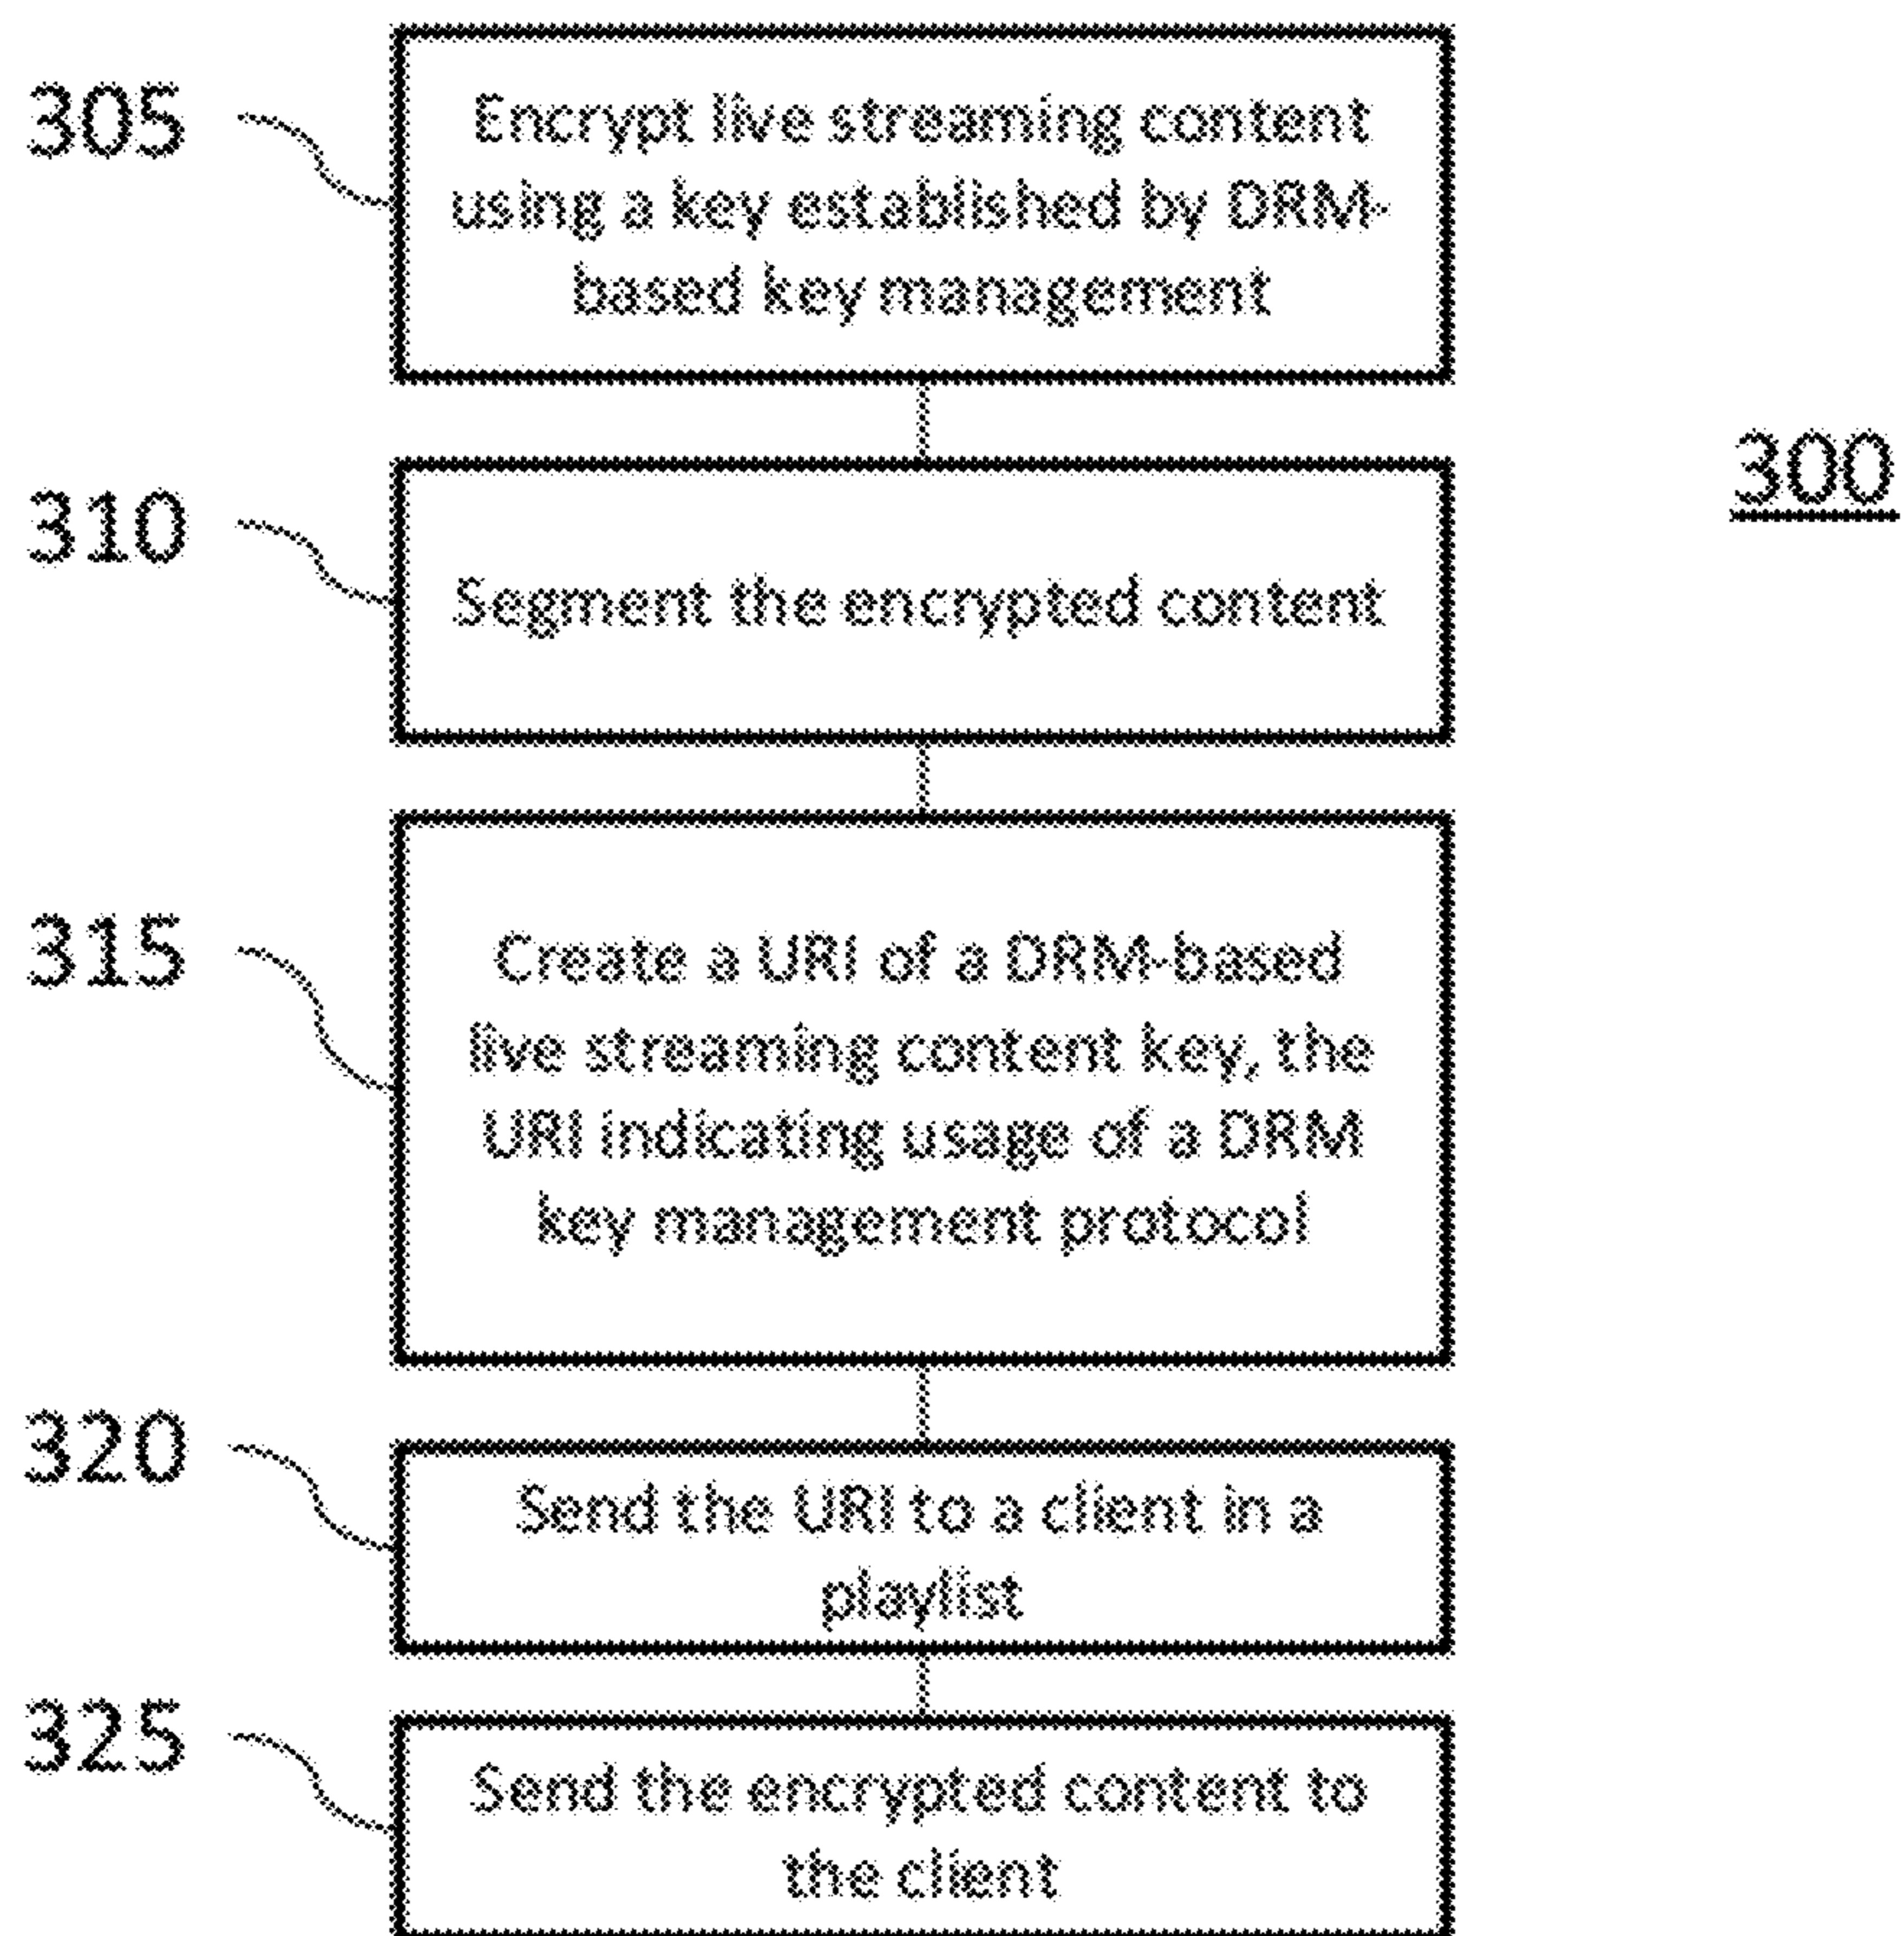 305
Encrypt live streaming content
using a key established by DRM-
based key management
300
310
Segment the encrypted content
315
Create a URI of a DRM-based
live streaming content key, the
URI indicating usage of a DRM
key management protocol
320
Send the URI to a client in a
playlist
325
Send the encrypted content to
the client